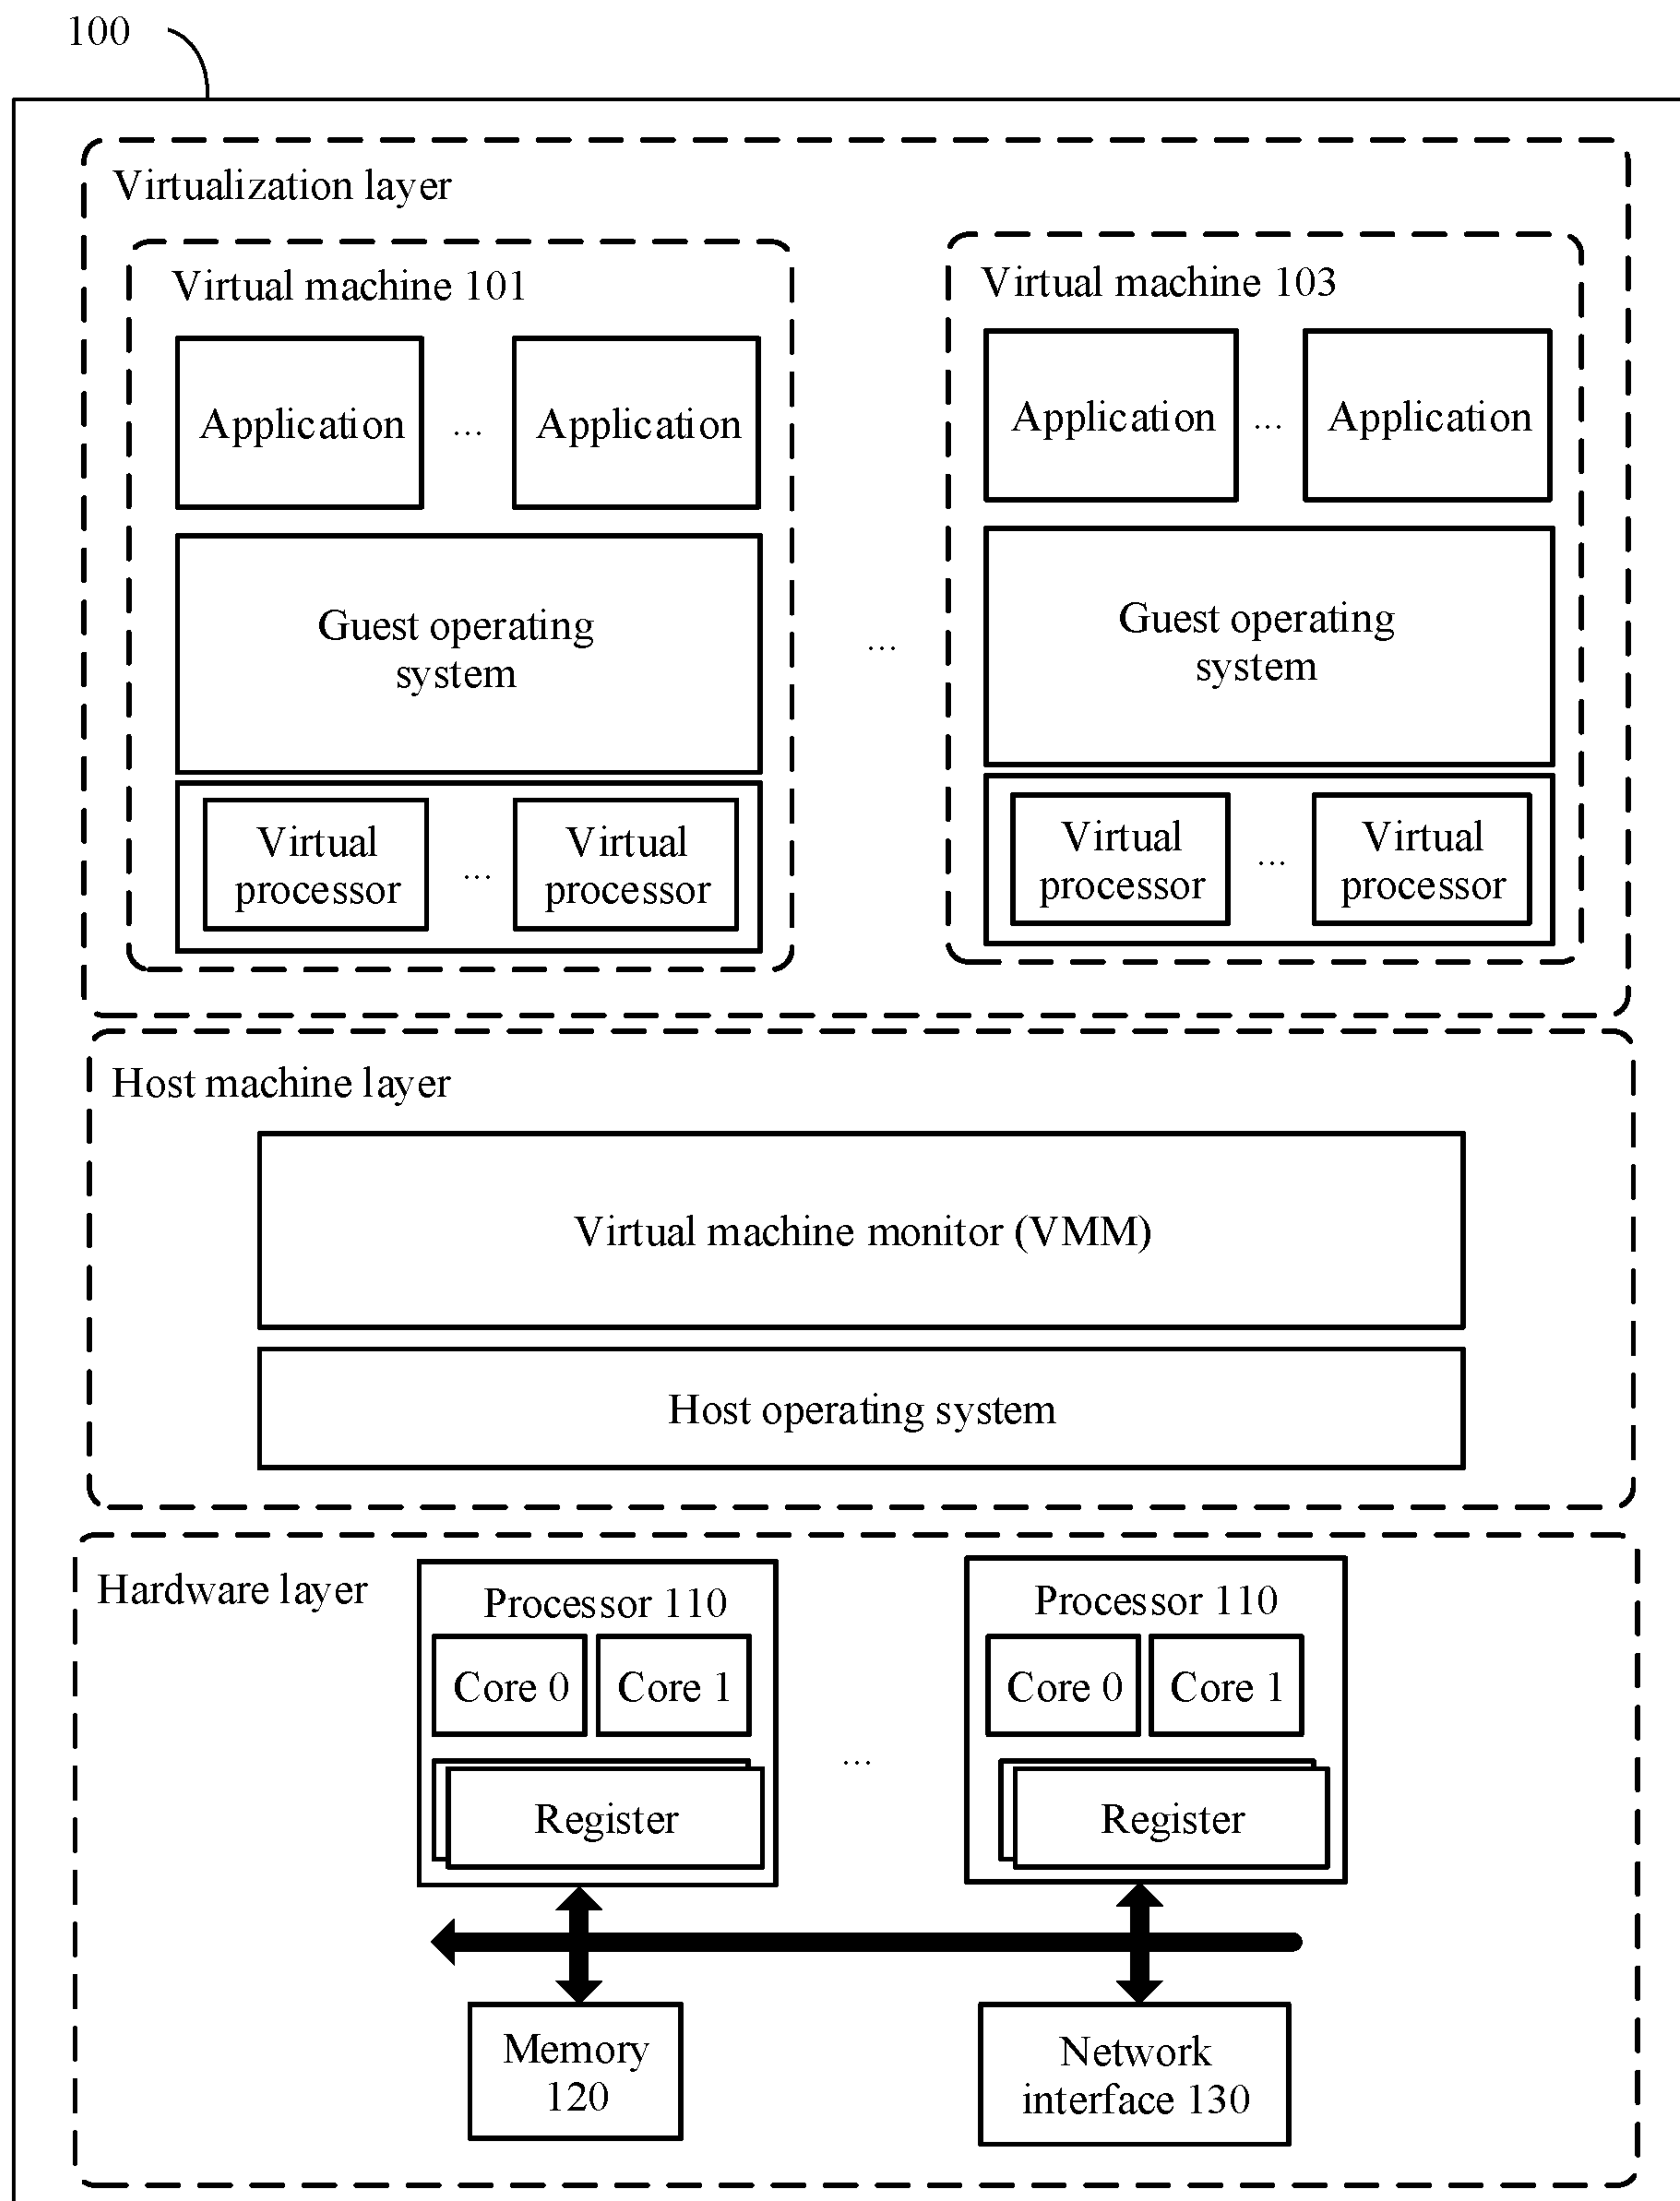 100
Virtualization layer
Virtual machine 101
Application
...
Application
Guest operating
system
Virtual
processor
...
Virtual
processor
...
Virtual machine 103
Application
...
Application
Guest operating
system
Virtual
processor
...
Virtual
processor
Host machine layer
Virtual machine monitor (VMM)
Host operating system
Hardware layer
Processor 110
Core 0
Core 1
Register
...
Processor 110
Core 0
Core 1
Register
Memory
120
Network
interface 130